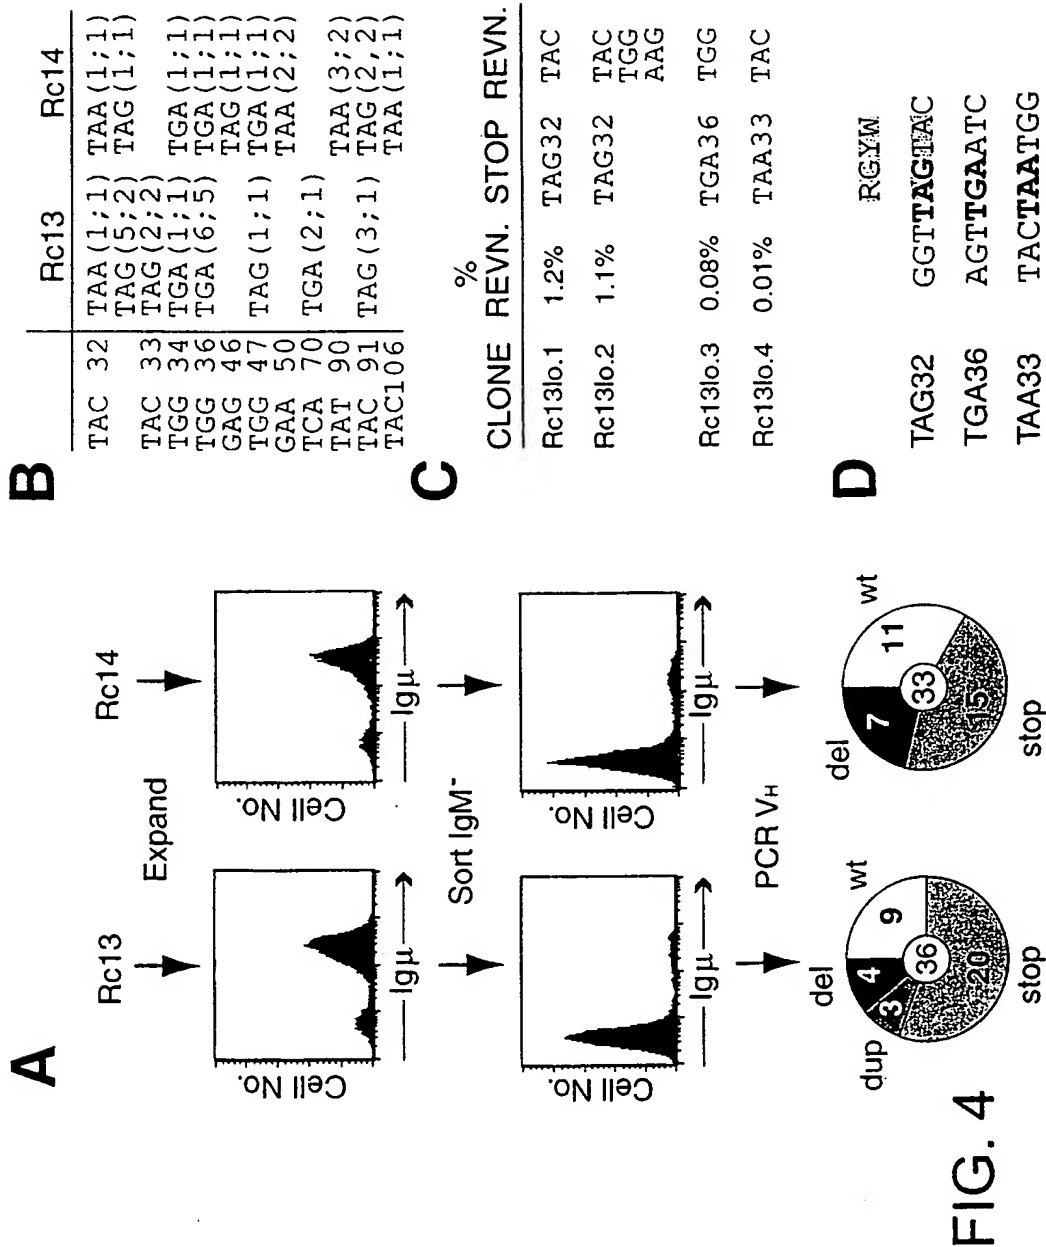 A
Rc13 Rc14
Expand
Cell No. Cell No.
Igμ Igμ
Sort IgM-
Cell No. Cell No.
Igμ Igμ
PCR VH
del wt dup stop
4 9 3 20 36
del wt stop
7 11 15 33
B
Rc13 Rc14
TAC 32 TAA(1;1) TAA(1;1)
TAG(5;2) TAG(1;1)
TAC 33 TAG(2;2)
TGG 34 TGA(1;1) TGA(1;1)
TGG 36 TGA(6;5) TGA(1;1)
GAG 46 TAG(1;1)
TGG 47 TAG(1;1) TGA(1;1)
GAA 50 TAA(2;2)
TCA 70 TGA(2;1)
TAT 90 TAA(3;2)
TAC 91 TAG(3;1) TAG(2,2)
TAC106 TAA(1;1)
C
%
CLONE REVN. STOP REVN.
Rc13lo.1 1.2% TAG32 TAC
Rc13lo.2 1.1% TAG32 TAC
TGG
AAG
Rc13lo.3 0.08% TGA36 TGG
Rc13lo.4 0.01% TAA33 TAC
D
RGYW
TAG32 GGTTAGTAC
TGA36 AGTTGAATC
TAA33 TACTAATGG
FIG. 4